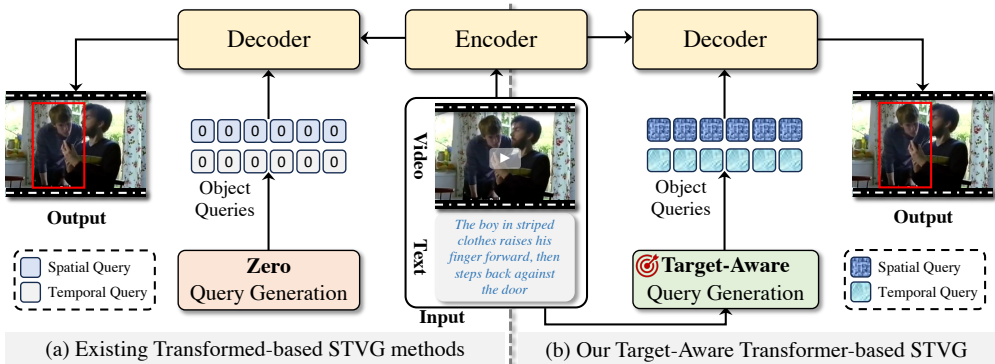 Decoder
Encoder
Decoder
0 0 0 0 0 0
0 0 0 0 0 0
Object
Queries
Video
Text
The boy in striped
clothes raises his
finger forward, then
steps back against
the door
Input
Object
Queries
Output
Output
Spatial Query
Temporal Query
Zero
Query Generation
Target-Aware
Query Generation
Spatial Query
Temporal Query
(a) Existing Transformed-based STVG methods
(b) Our Target-Aware Transformer-based STVG